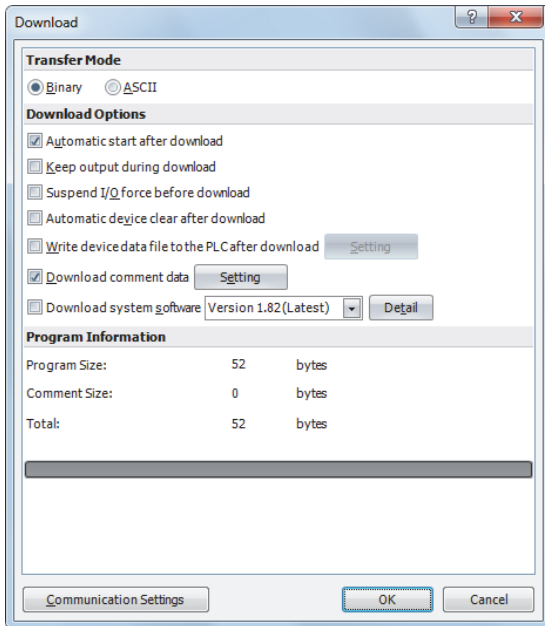 Download
Transfer Mode
Binary ASCII
Download Options
Automatic start after download
Keep output during download
Suspend I/O force before download
Automatic device clear after download
Write device data file to the PLC after download Setting
Download comment data Setting
Download system software Version 1.82(Latest) Detail
Program Information
Program Size: 52 bytes
Comment Size: 0 bytes
Total: 52 bytes
Communication Settings OK Cancel